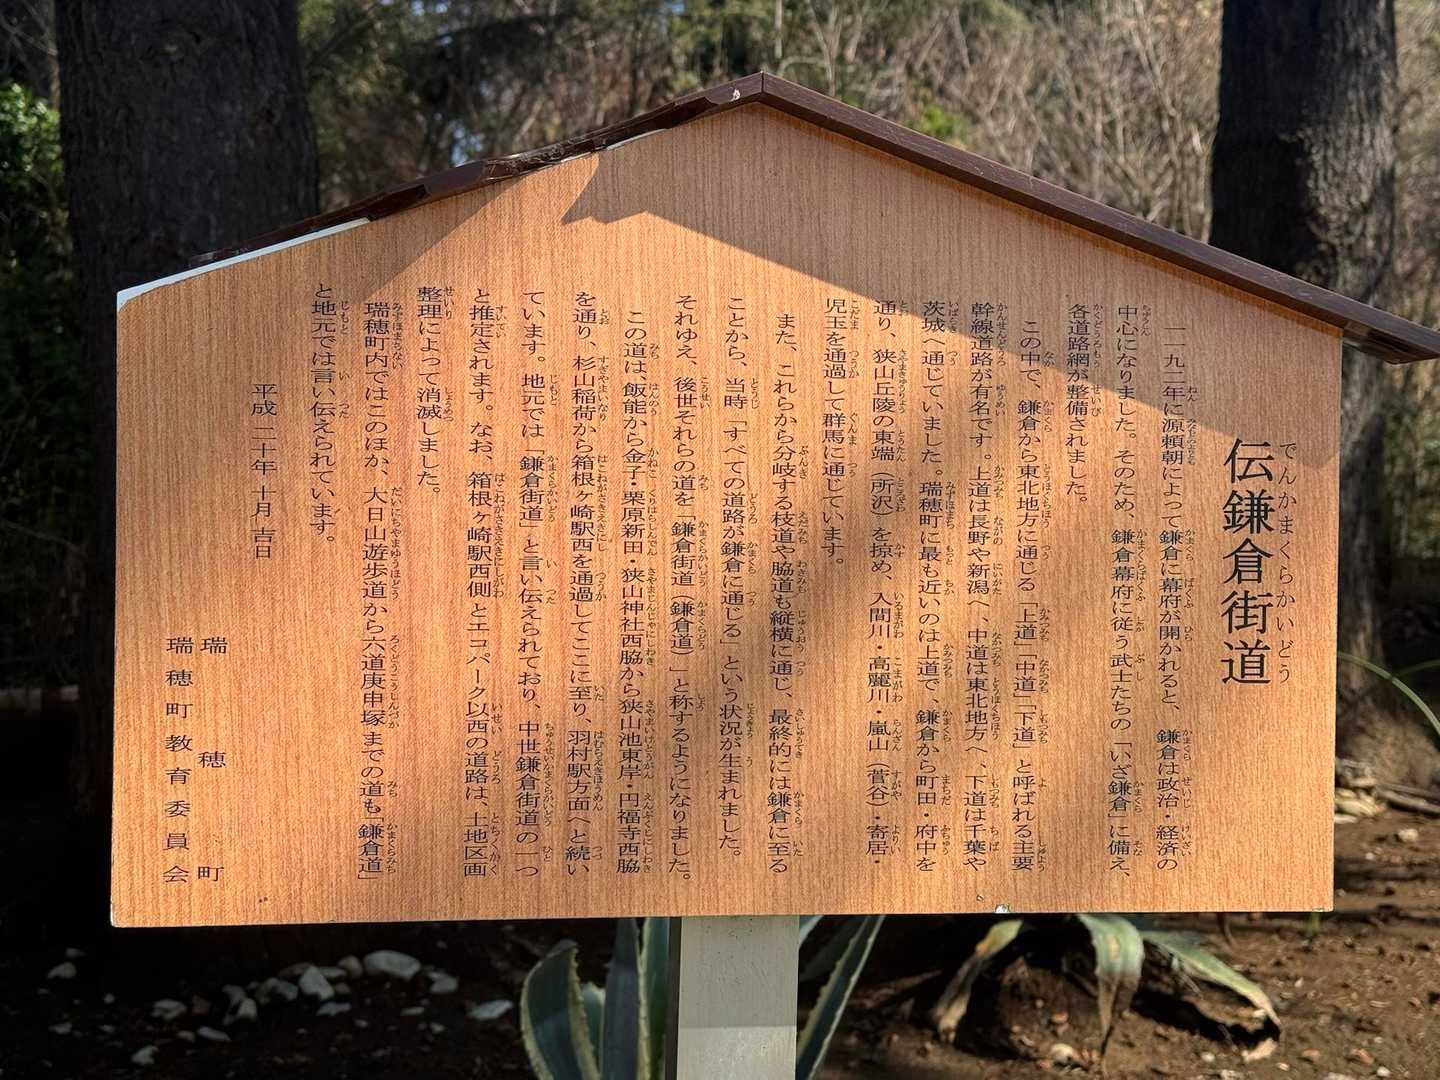 伝鎌倉街道
でんかまくらかいどう
一一九二年に源頼朝によって鎌倉に幕府が開かれると、鎌倉は政治・経済の
中心になりました。そのため、鎌倉幕府に従う武士たちの「いざ鎌倉」に備え、
各道路網が整備されました。
この中で、鎌倉から東北地方に通じる「上道」「中道」「下道」と呼ばれる主要
幹線道路が有名です。上道は長野や新潟へ、中道は東北地方へ、下道は千葉や
茨城へ通じていました。瑞穂町に最も近いのは上道で、鎌倉から町田・府中を
通り、狭山丘陵の東端（所沢）を掠め、入間川・高麗川・嵐山（菅谷）・寄居・
児玉を通過して群馬に通じています。
また、これらから分岐する枝道や脇道も縦横に通じ、最終的には鎌倉に至る
ことから、当時「すべての道路が鎌倉に通じる」という状況が生まれました。
それゆえ、後世それらの道を「鎌倉街道（鎌倉道）」と称するようになりました。
この道は、飯能から金子・栗原新田・狭山神社西脇から狭山池東岸・円福寺西脇
を通り、杉山稲荷から箱根ヶ崎駅西を通過してここに至り、羽村駅方面へと続い
ています。地元では「鎌倉街道」と言い伝えられており、中世鎌倉街道の一つ
と推定されます。なお、箱根ヶ崎駅西側とエコパーク以西の道路は、土地区画
整理によって消滅しました。
瑞穂町内ではこのほか、大日山遊歩道から六道庚申塚までの道も「鎌倉道」
と地元では言い伝えられています。
平成二十年十月吉日
瑞穂町
瑞穂町教育委員会